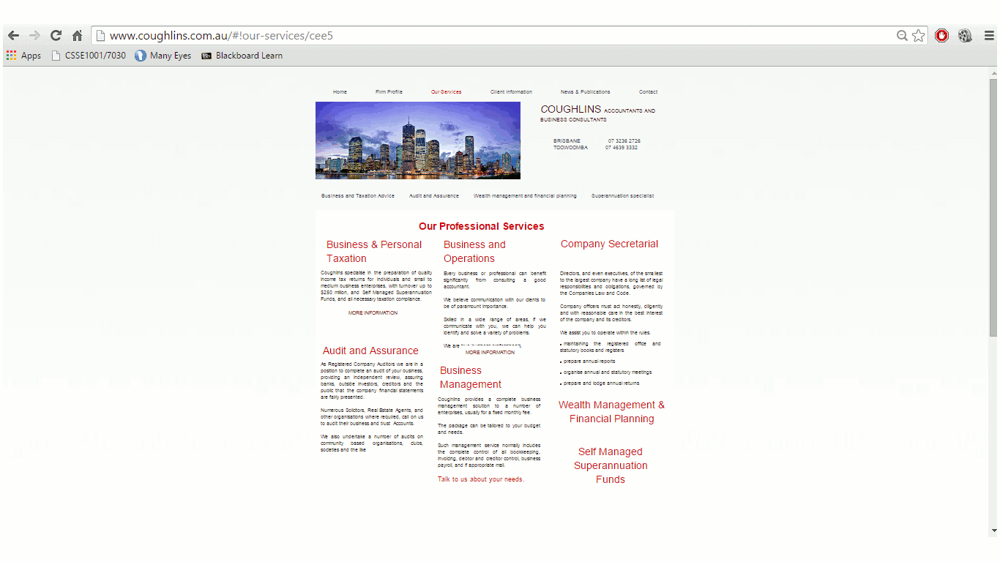 www.coughlins.com.au/#!our-services/cee5
Apps CSSE1001/7030 Many Eyes Blackboard Learn
Home Firm Profile Our Services Client Information News & Publications Contact
COUGHLINS ACCOUNTANTS AND
BUSINESS CONSULTANTS
BRISBANE 07 3236 2726
TOOWOOMBA 07 4639 3332
Business and Taxation Advice Audit and Assurance Wealth management and financial planning Superannuation specialist
Our Professional Services
Business & Personal
Taxation
Coughlins specialise in the preparation of quality
income tax returns for individuals and small to
medium business enterprises, with turnover up to
$250 million, and Self Managed Superannuation
Funds, and all necessary taxation compliance.
MORE INFORMATION
Audit and Assurance
As Registered Company Auditors we are in a
position to complete an audit of your business,
providing an independent review, assuring
banks, outside investors, creditors and the
public that the company financial statements
are fairly presented.
Numerous Solicitors, Real Estate Agents, and
other organisations where required, call on us
to audit their business and trust Accounts.
We also undertake a number of audits on
community based organisations, clubs,
societies and the like
Business and
Operations
Every business or professional can benefit
significantly from consulting a good
accountant.
We believe communication with our clients to
be of paramount importance.
Skilled in a wide range of areas, if we
communicate with you, we can help you
identify and solve a variety of problems.
We are
MORE INFORMATION
Business
Management
Coughlins provides a complete business
management solution to a number of
enterprises, usually for a fixed monthly fee.
The package can be tailored to your budget
and needs.
Such management service normally includes
the complete control of all bookkeeping,
invoicing, debtor and creditor control, business
payroll, and if appropriate mail.
Talk to us about your needs.
Company Secretarial
Directors, and even executives, of the smallest
to the largest company have a long list of legal
responsibilities and obligations, governed by
the Companies Law and Code.
Company officers must act honestly, diligently
and with reasonable care in the best interest
of the company and its creditors.
We assist you to operate within the rules.
• maintaining the registered office and
statutory books and registers
• prepare annual reports
• organise annual and statutory meetings
• prepare and lodge annual returns
Wealth Management &
Financial Planning
Self Managed
Superannuation
Funds